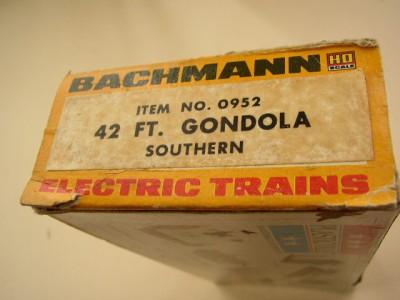 BACHMANN HO SCALE
ITEM NO. 0952
42 FT. GONDOLA
SOUTHERN
ELECTRIC TRAINS